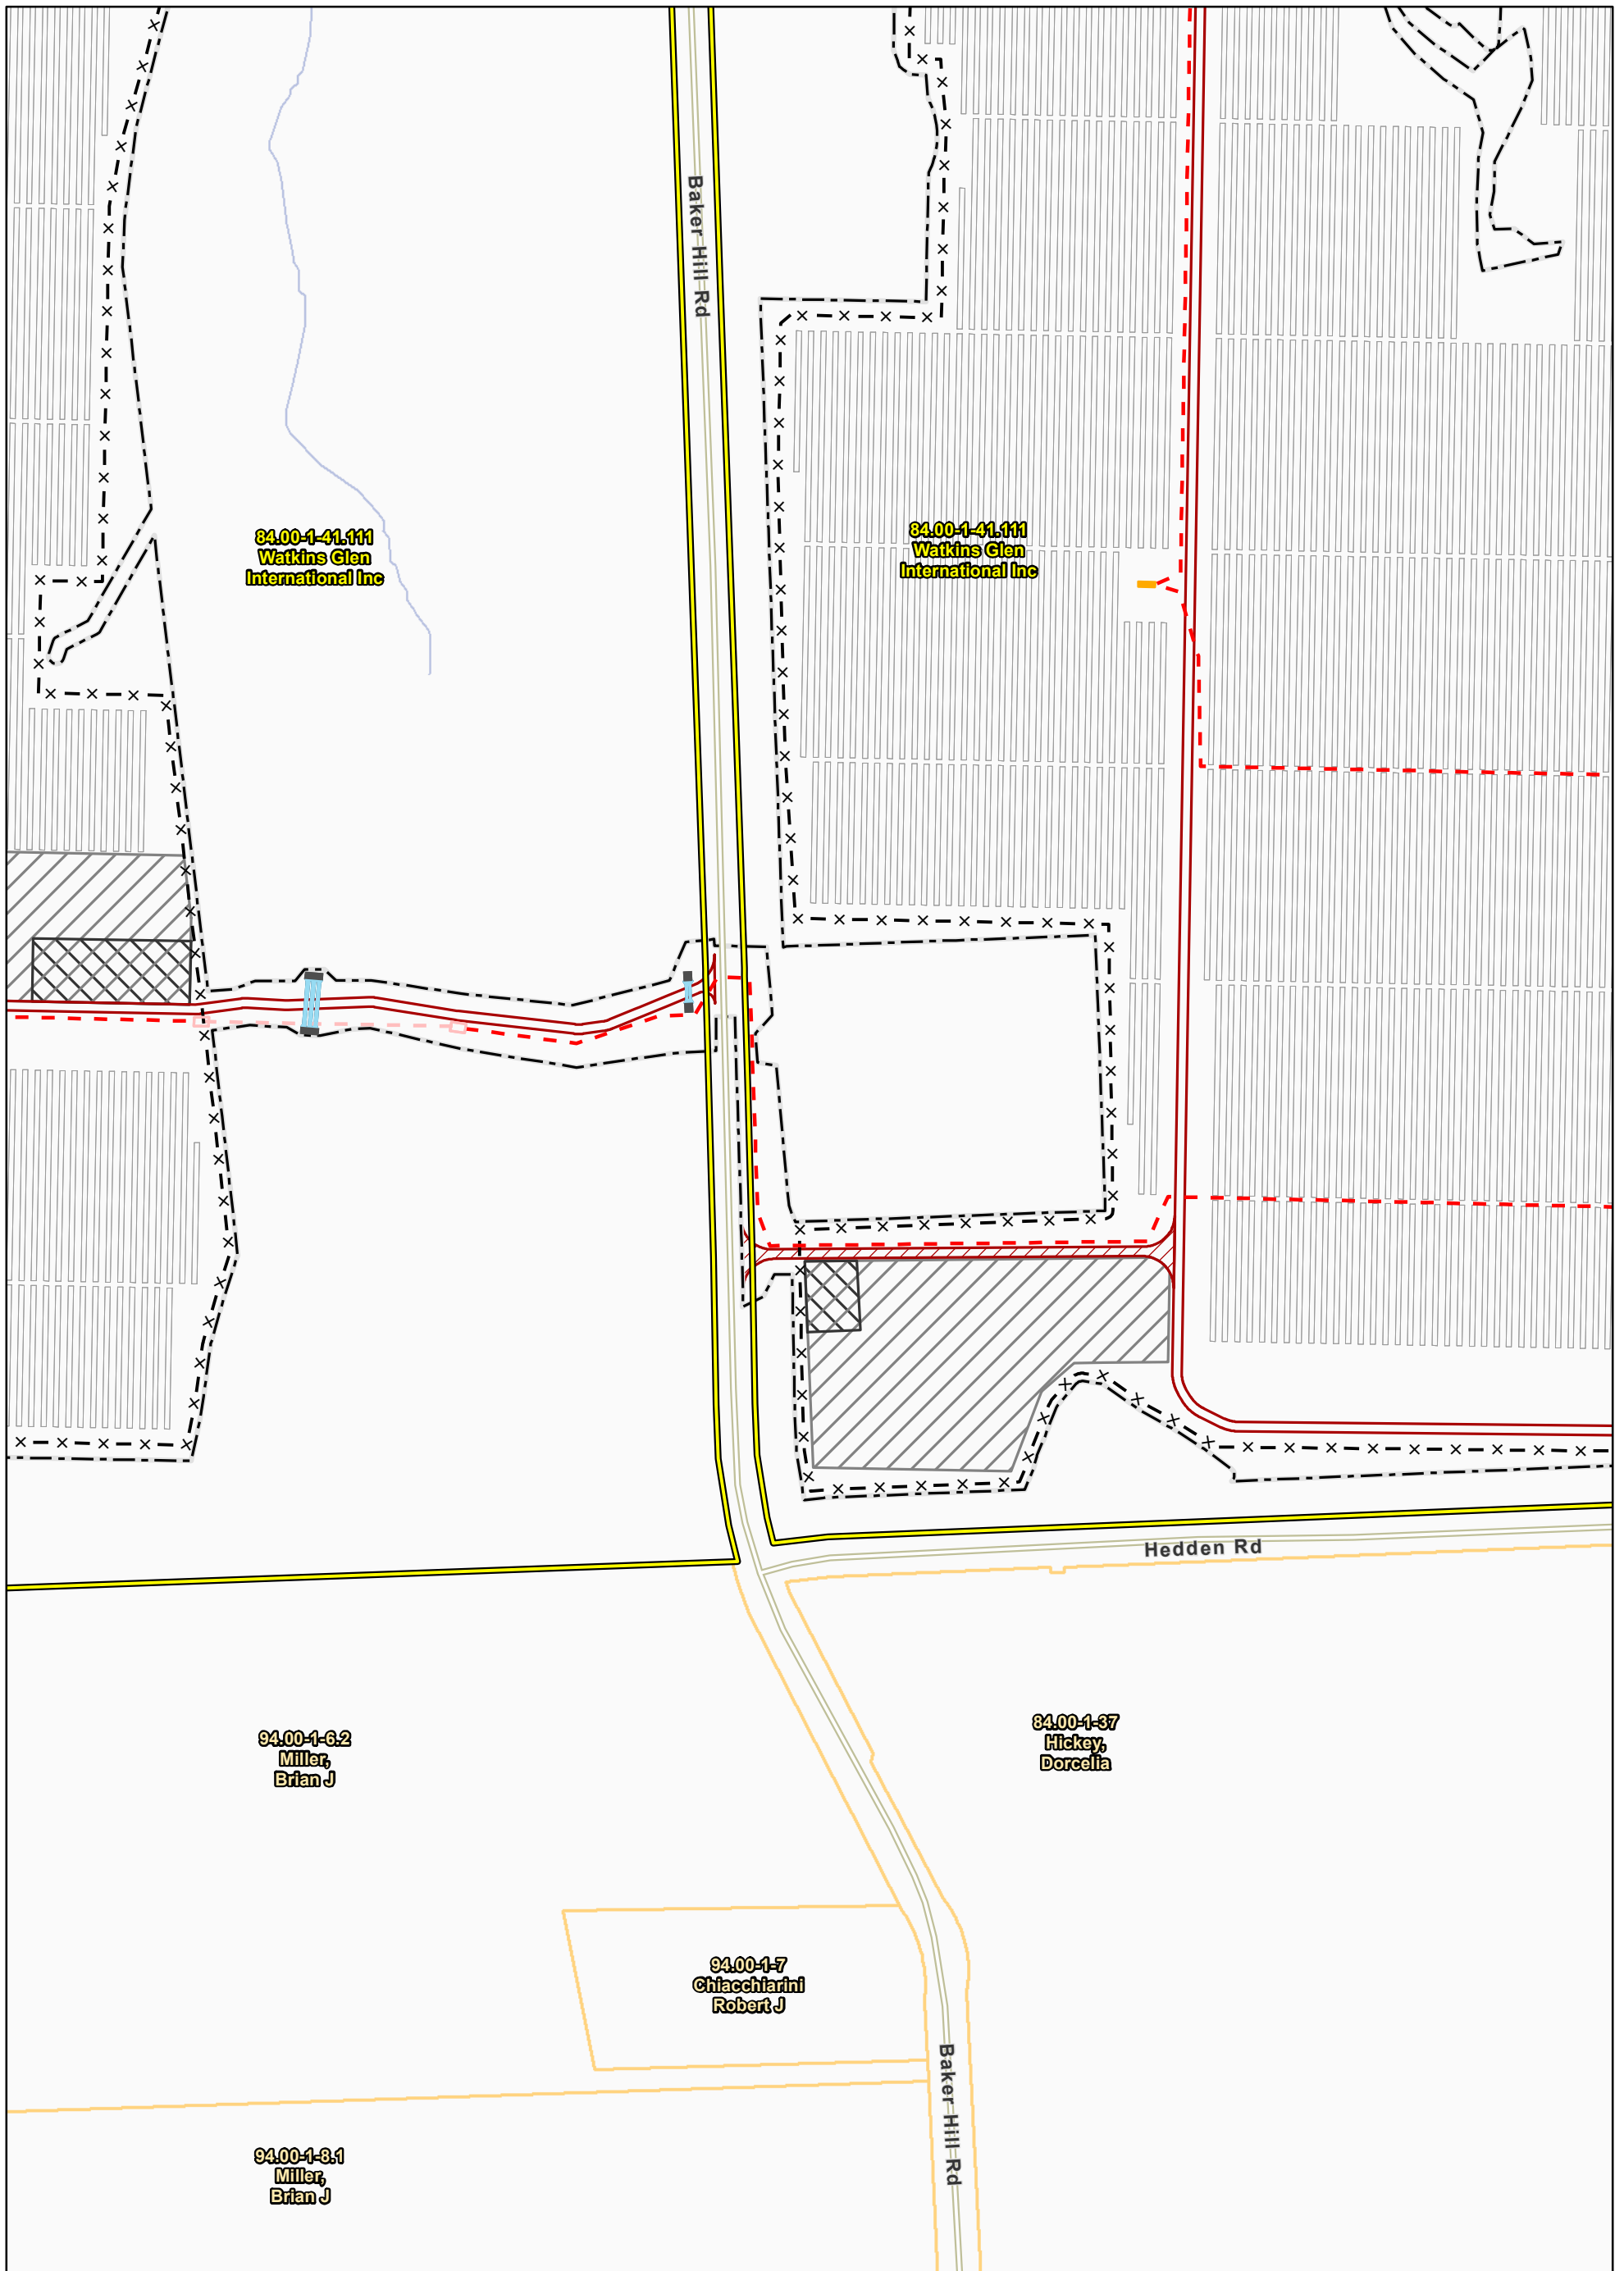 Baker Hill Rd
84.00-1-41.111
Watkins Glen
International Inc
84.00-1-41.111
Watkins Glen
International Inc
Hedden Rd
94.00-1-6.2
Miller,
Brian J
84.00-1-37
Hickey,
Dorcelia
94.00-1-7
Chiacchiarini
Robert J
Baker Hill Rd
94.00-1-8.1
Miller,
Brian J